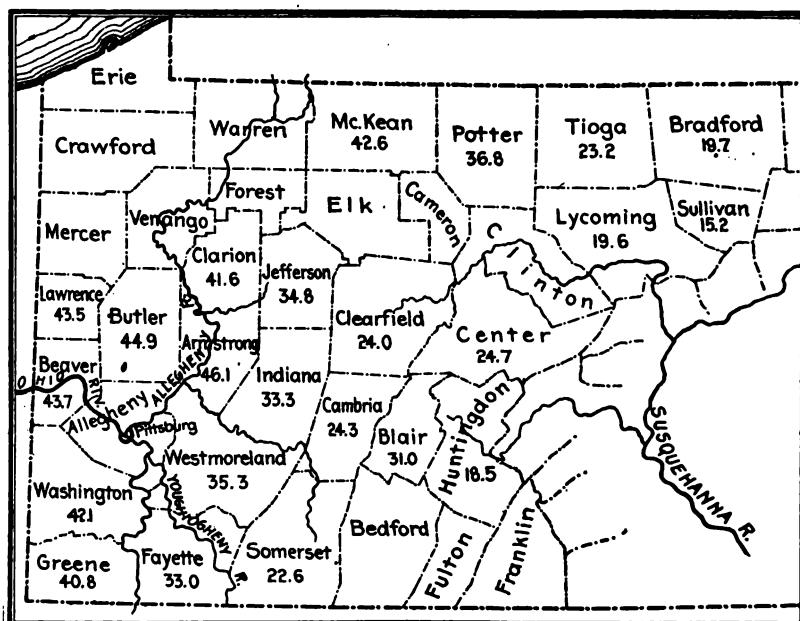 Erie
Crawford
Warren
Mc.Kean
42.6
Potter
36.8
Tioga
23.2
Bradford
19.7
Mercer
Venango
Forest
Elk
Cameron
Clinton
Lycoming
19.6
Sullivan
15.2
Clarion
41.6
Jefferson
34.8
Lawrence
43.5
Butler
44.9
Armstrong
46.1
Clearfield
24.0
Center
24.7
Beaver
43.7
OHIO
RIV.
Allegheny
ALLEGHENY
R.
Pittsburg
Indiana
33.3
Cambria
24.3
Blair
31.0
Huntingdon
18.5
SUSQUEHANNA R.
Westmoreland
35.3
Washington
42.1
YOUGHIOGHENY
R.
Greene
40.8
Fayette
33.0
Somerset
22.6
Bedford
Fulton
Franklin